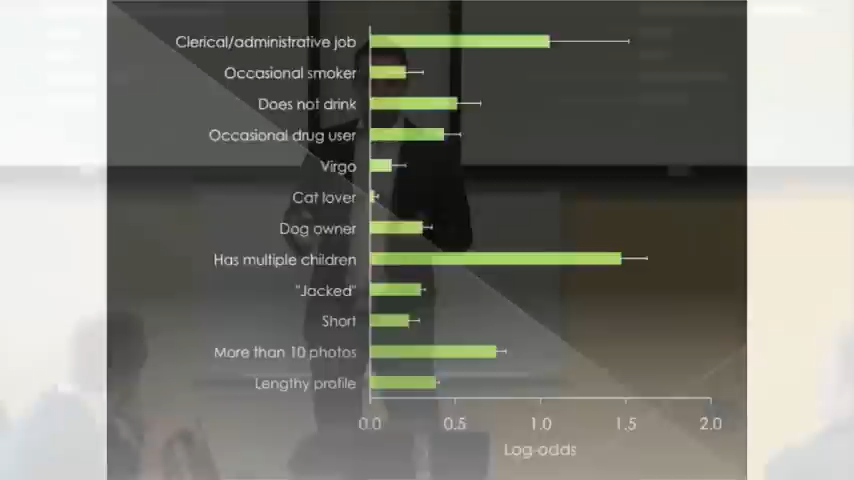 Clerical/administrative job
Occasional smoker
Does not drink
Occasional drug user
Virgo
Cat lover
Dog owner
Has multiple children
"Jacked"
Short
More than 10 photos
Lengthy profile
0.0 0.5 1.0 1.5 2.0
Log-odds